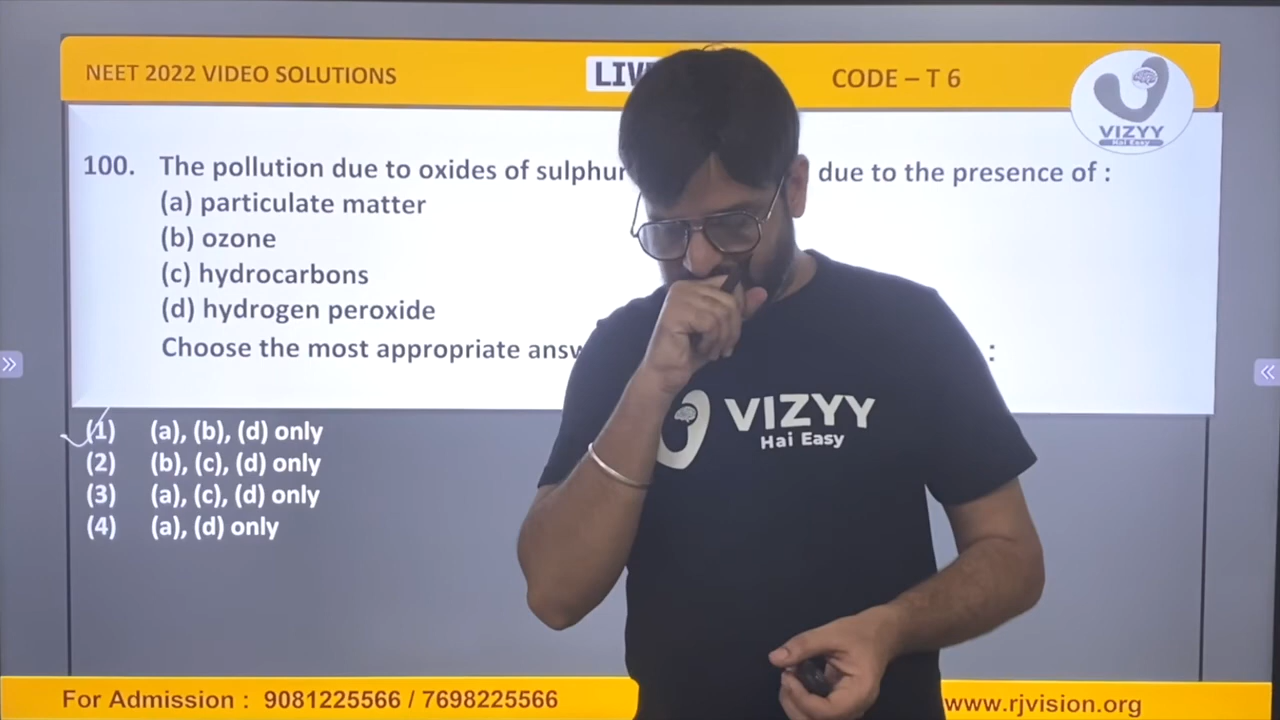 NEET 2022 VIDEO SOLUTIONS
CODE – T 6
VIZYY
Hai Easy
100. The pollution due to oxides of sulphur due to the presence of :
(a) particulate matter
(b) ozone
(c) hydrocarbons
(d) hydrogen peroxide
Choose the most appropriate :
(1) (a), (b), (d) only
(2) (b), (c), (d) only
(3) (a), (c), (d) only
(4) (a), (d) only
VIZYY
Hai Easy
For Admission : 9081225566 / 7698225566
www.rjvision.org